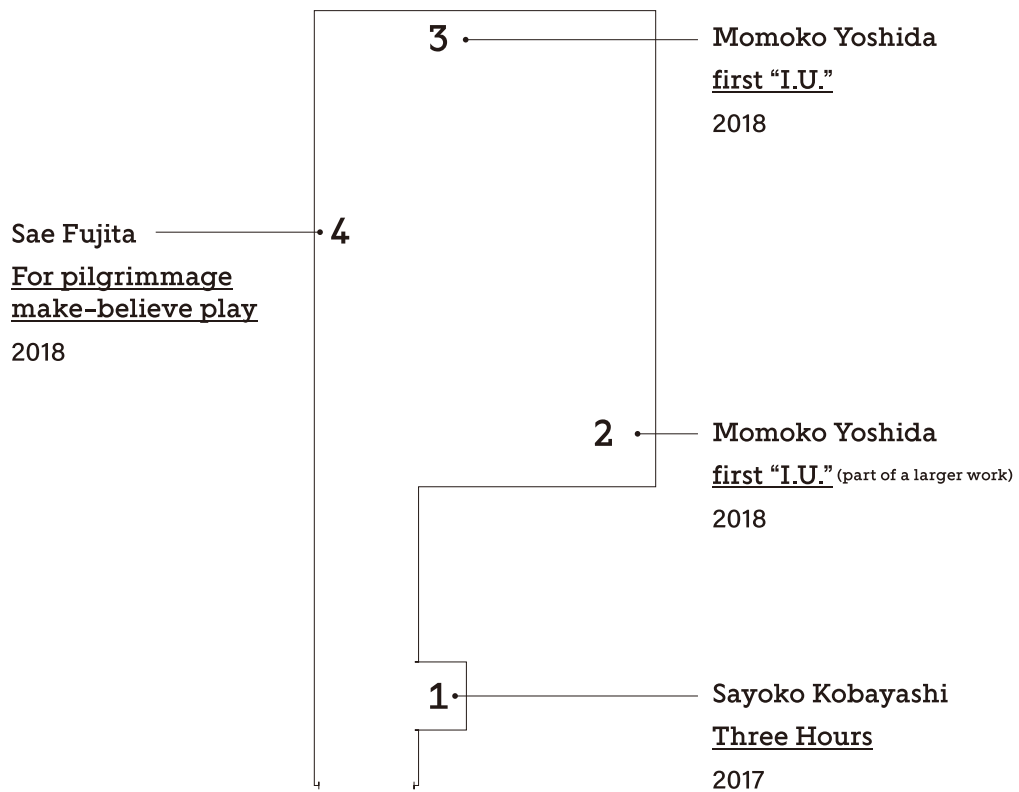 3
Momoko Yoshida
first “I.U.”
2018
4
Sae Fujita
For pilgrimmage
make-believe play
2018
2
Momoko Yoshida
first “I.U.” (part of a larger work)
2018
1
Sayoko Kobayashi
Three Hours
2017